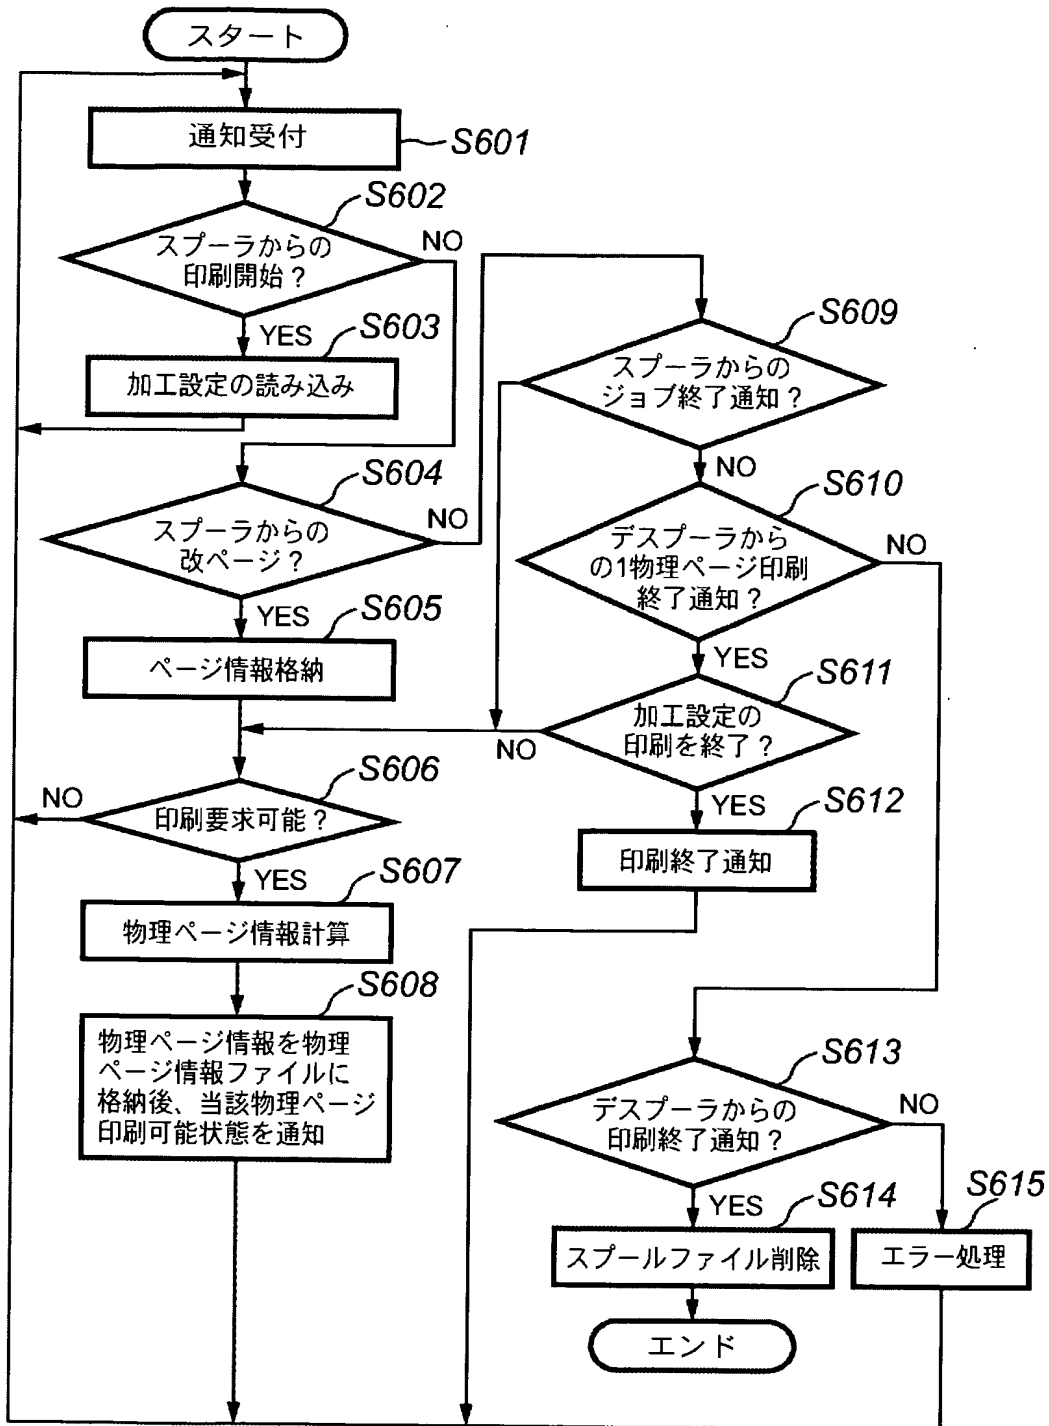 スタート
通知受付
S601
S602
スプーラからの
印刷開始？
NO
YES
S603
加工設定の読み込み
S604
スプーラからの
改ページ？
NO
YES
S605
ページ情報格納
S606
NO
印刷要求可能？
YES
S607
物理ページ情報計算
S608
物理ページ情報を物理
ページ情報ファイルに
格納後、当該物理ページ
印刷可能状態を通知
S609
スプーラからの
ジョブ終了通知？
NO
S610
デスプーラから
の1物理ページ印刷
終了通知？
NO
YES
S611
加工設定の
印刷を終了？
NO
YES
S612
印刷終了通知
S613
デスプーラからの
印刷終了通知？
NO
YES
S614
スプールファイル削除
S615
エラー処理
エンド